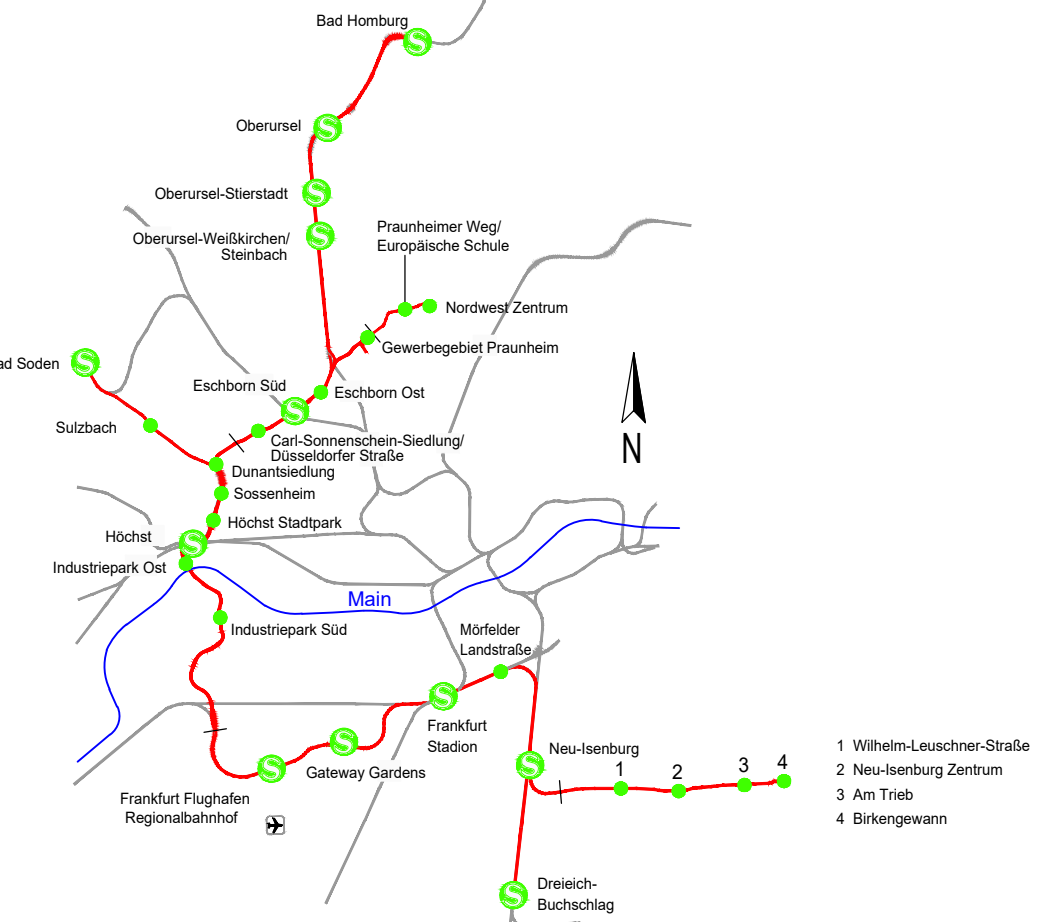 Bad Homburg
Oberursel
Oberursel-Stierstadt
Oberursel-Weißkirchen/
Steinbach
Praunheimer Weg/
Europäische Schule
Nordwest Zentrum
Gewerbegebiet Praunheim
ad Soden
Eschborn Süd
Eschborn Ost
Sulzbach
Carl-Sonnenschein-Siedlung/
Düsseldorfer Straße
Dunantsiedlung
Sossenheim
N
Höchst Stadtpark
Höchst
Industriepark Ost
Main
Industriepark Süd
Mörfelder
Landstraße
Frankfurt
Stadion
Gateway Gardens
Frankfurt Flughafen
Regionalbahnhof
Neu-Isenburg
1
2
3
4
1 Wilhelm-Leuschner-Straße
2 Neu-Isenburg Zentrum
3 Am Trieb
4 Birkengewann
Dreieich-
Buchschlag
S
S
S
S
S
S
S
S
S
S
S
S